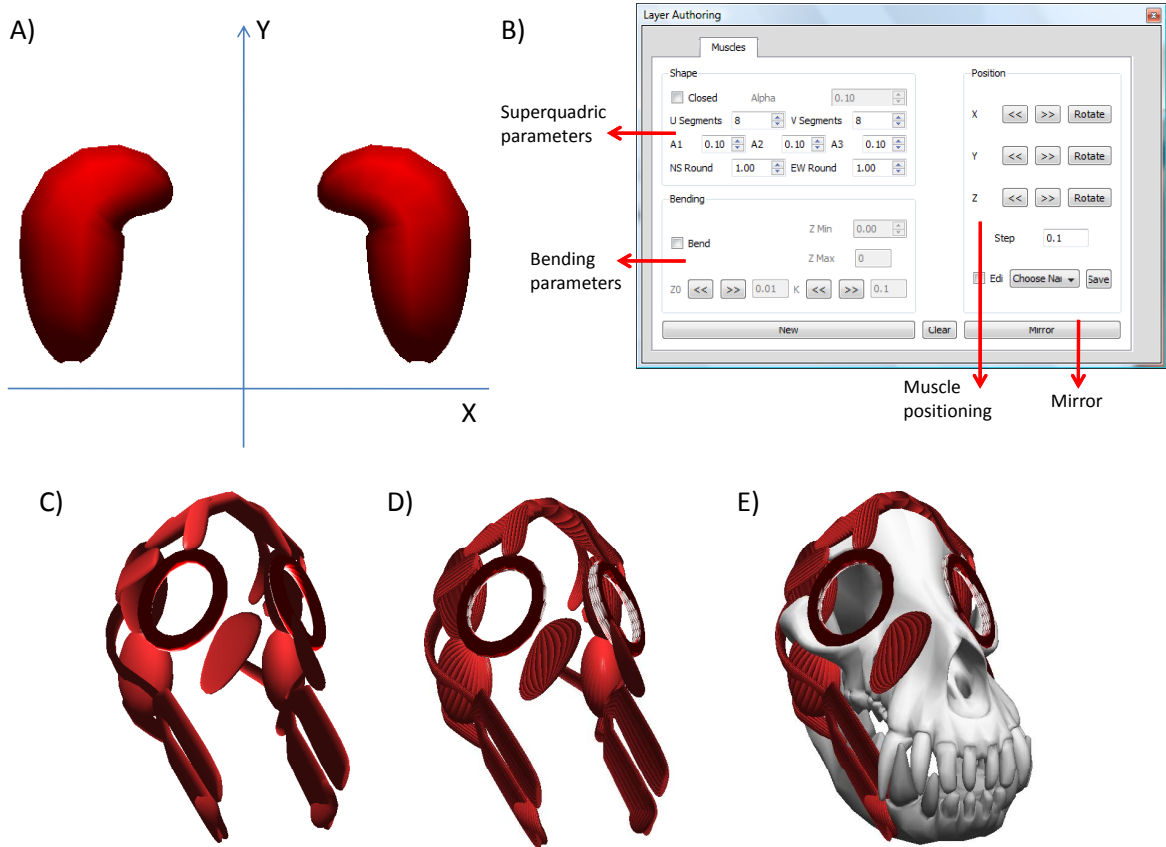 A)
Y
X
B)
Layer Authoring
Muscles
Shape
Closed Alpha 0.10
U Segments 8 V Segments 8
A1 0.10 A2 0.10 A3 0.10
NS Round 1.00 EW Round 1.00
Bending
Bend
Z Min 0.00
Z Max 0
Z0 << >> 0.01 K << >> 0.1
New
Clear
Position
X << >> Rotate
Y << >> Rotate
Z << >> Rotate
Step 0.1
Edi Choose Nai Save
Mirror
Superquadric
parameters
Bending
parameters
Muscle
positioning
Mirror
C)
D)
E)